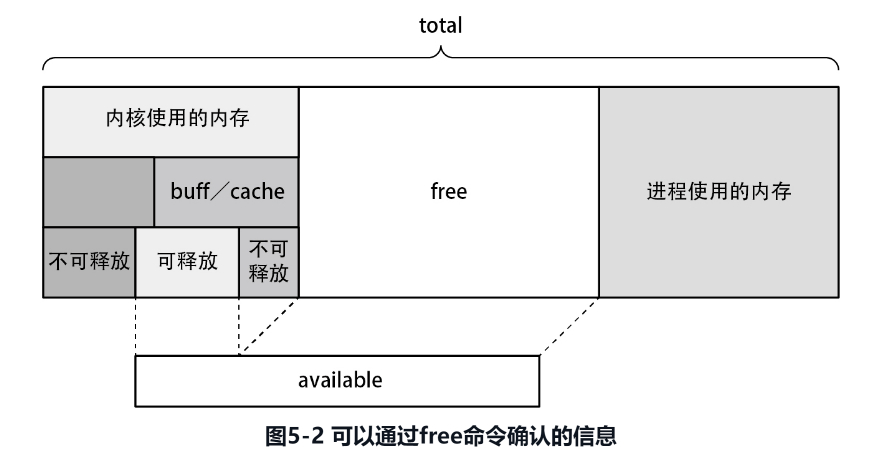 total
内核使用的内存
buff／cache
free
进程使用的内存
不可释放
可释放
不可
释放
available
图5-2 可以通过free命令确认的信息